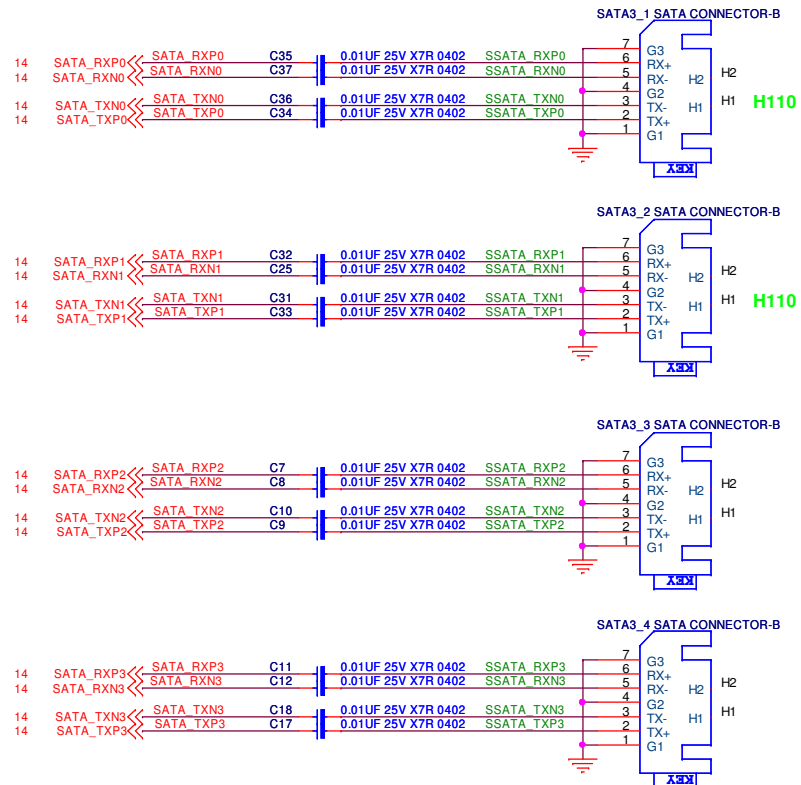 SATA3_1 SATA CONNECTOR-B
14 SATA_RXP0 SATA_RXP0 C35 0.01UF 25V X7R 0402 SSATA_RXP0 7 G3
14 SATA_RXN0 SATA_RXN0 C37 0.01UF 25V X7R 0402 SSATA_RXN0 6 RX+
5 RX- H2 H2
4 G2
14 SATA_TXN0 SATA_TXN0 C36 0.01UF 25V X7R 0402 SSATA_TXN0 3 TX- H1 H1 H110
14 SATA_TXP0 SATA_TXP0 C34 0.01UF 25V X7R 0402 SSATA_TXP0 2 TX+
1 G1
KEY
SATA3_2 SATA CONNECTOR-B
14 SATA_RXP1 SATA_RXP1 C32 0.01UF 25V X7R 0402 SSATA_RXP1 7 G3
14 SATA_RXN1 SATA_RXN1 C25 0.01UF 25V X7R 0402 SSATA_RXN1 6 RX+
5 RX- H2 H2
4 G2
14 SATA_TXN1 SATA_TXN1 C31 0.01UF 25V X7R 0402 SSATA_TXN1 3 TX- H1 H1 H110
14 SATA_TXP1 SATA_TXP1 C33 0.01UF 25V X7R 0402 SSATA_TXP1 2 TX+
1 G1
KEY
SATA3_3 SATA CONNECTOR-B
14 SATA_RXP2 SATA_RXP2 C7 0.01UF 25V X7R 0402 SSATA_RXP2 7 G3
14 SATA_RXN2 SATA_RXN2 C8 0.01UF 25V X7R 0402 SSATA_RXN2 6 RX+
5 RX- H2 H2
4 G2
14 SATA_TXN2 SATA_TXN2 C10 0.01UF 25V X7R 0402 SSATA_TXN2 3 TX- H1 H1
14 SATA_TXP2 SATA_TXP2 C9 0.01UF 25V X7R 0402 SSATA_TXP2 2 TX+
1 G1
KEY
SATA3_4 SATA CONNECTOR-B
14 SATA_RXP3 SATA_RXP3 C11 0.01UF 25V X7R 0402 SSATA_RXP3 7 G3
14 SATA_RXN3 SATA_RXN3 C12 0.01UF 25V X7R 0402 SSATA_RXN3 6 RX+
5 RX- H2 H2
4 G2
14 SATA_TXN3 SATA_TXN3 C18 0.01UF 25V X7R 0402 SSATA_TXN3 3 TX- H1 H1
14 SATA_TXP3 SATA_TXP3 C17 0.01UF 25V X7R 0402 SSATA_TXP3 2 TX+
1 G1
KEY